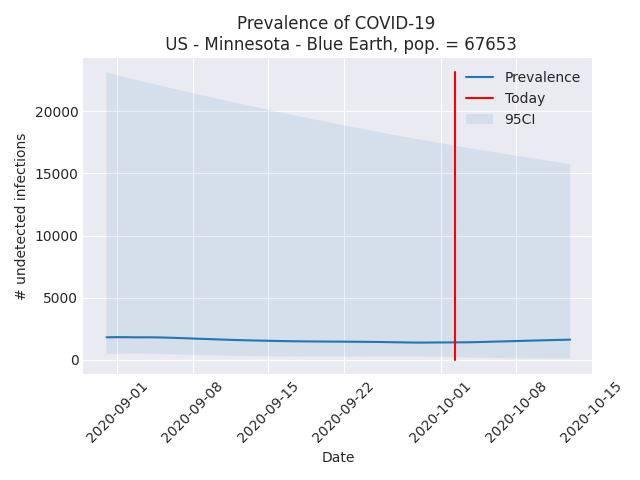 Prevalence of COVID-19
US - Minnesota - Blue Earth, pop. = 67653
Prevalence
Today
95CI
# undetected infections
20000
15000
10000
5000
0
2020-09-01
2020-09-08
2020-09-15
2020-09-22
2020-10-01
2020-10-08
2020-10-15
Date